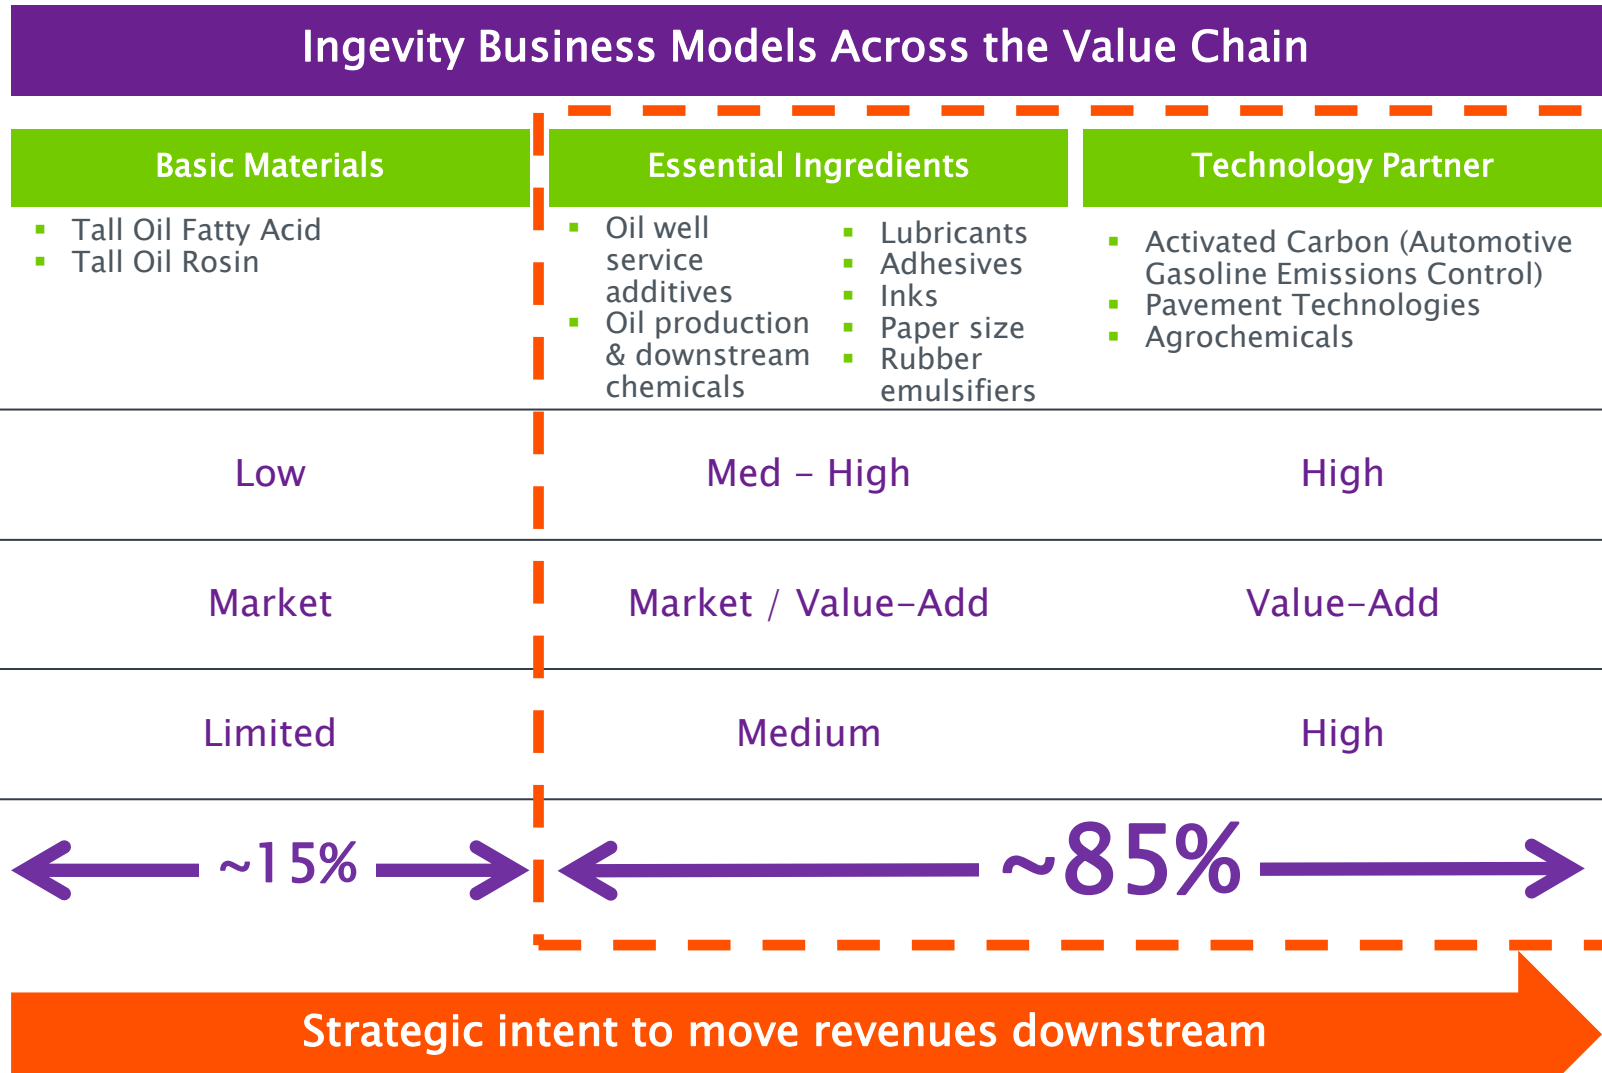 Ingevity Business Models Across the Value Chain
Basic Materials
Tall Oil Fatty Acid
Tall Oil Rosin
Essential Ingredients
Oil well
service
additives
Oil production
& downstream
chemicals
Lubricants
Adhesives
Inks
Paper size
Rubber
emulsifiers
Technology Partner
Activated Carbon (Automotive
Gasoline Emissions Control)
Pavement Technologies
Agrochemicals
Low
Med – High
High
Market
Market / Value-Add
Value-Add
Limited
Medium
High
~15%
~85%
Strategic intent to move revenues downstream